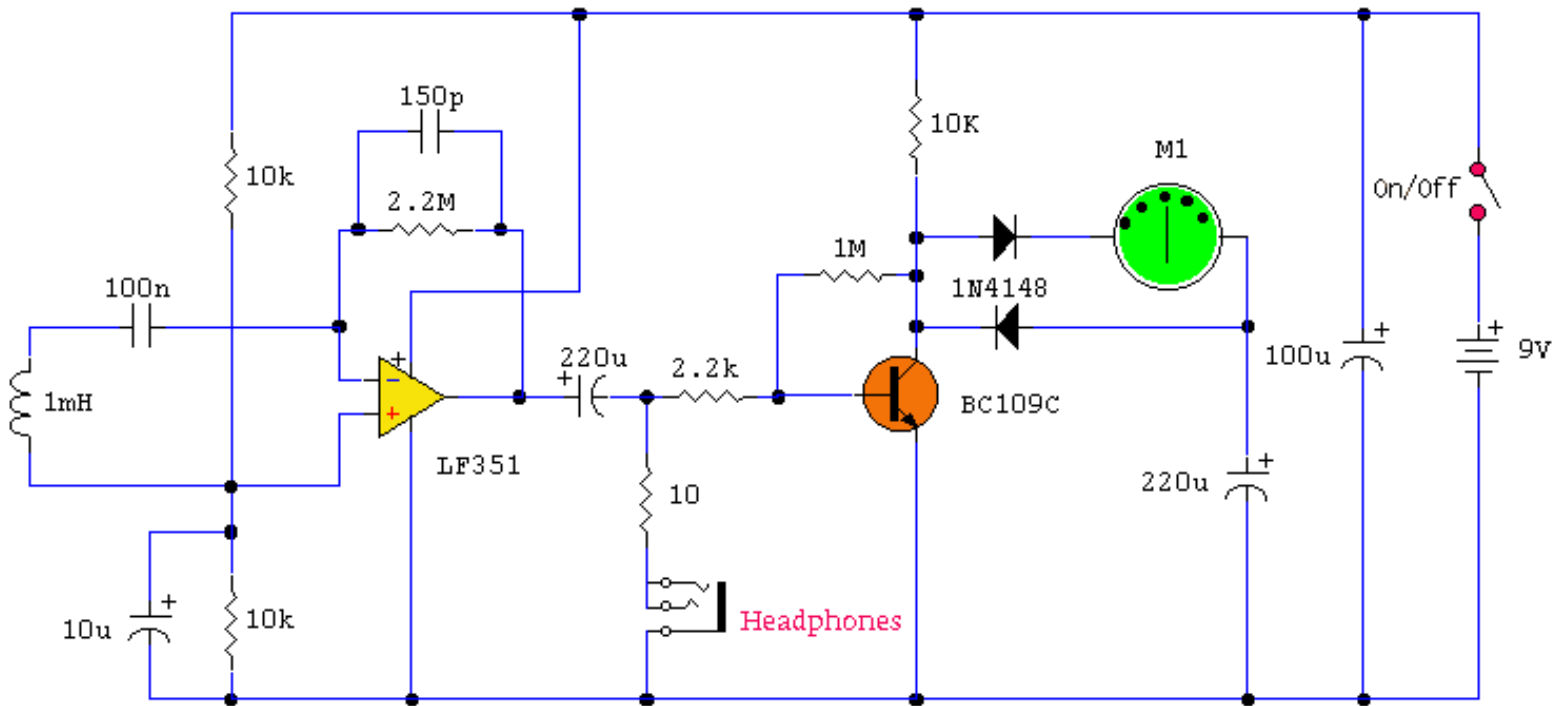 150p
10K
M1
10k
On/Off
2.2M
1M
100n
1N4148
+
220u
+
2.2k
+
+
100u
9V
1mH
-
+
BC109C
LF351
+
220u
10
+
10u
10k
Headphones